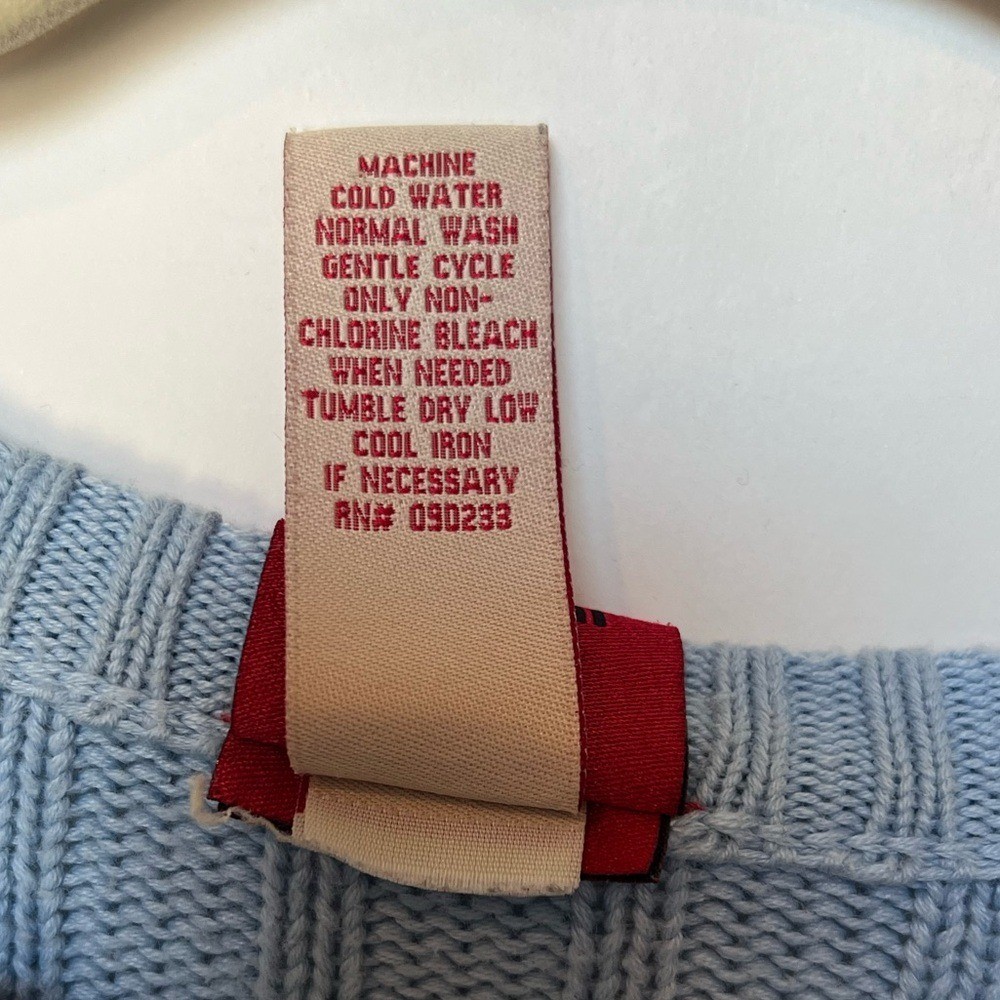 MACHINE
COLD WATER
NORMAL WASH
GENTLE CYCLE
ONLY NON-
CHLORINE BLEACH
WHEN NEEDED
TUMBLE DRY LOW
COOL IRON
IF NECESSARY
RN# 090233